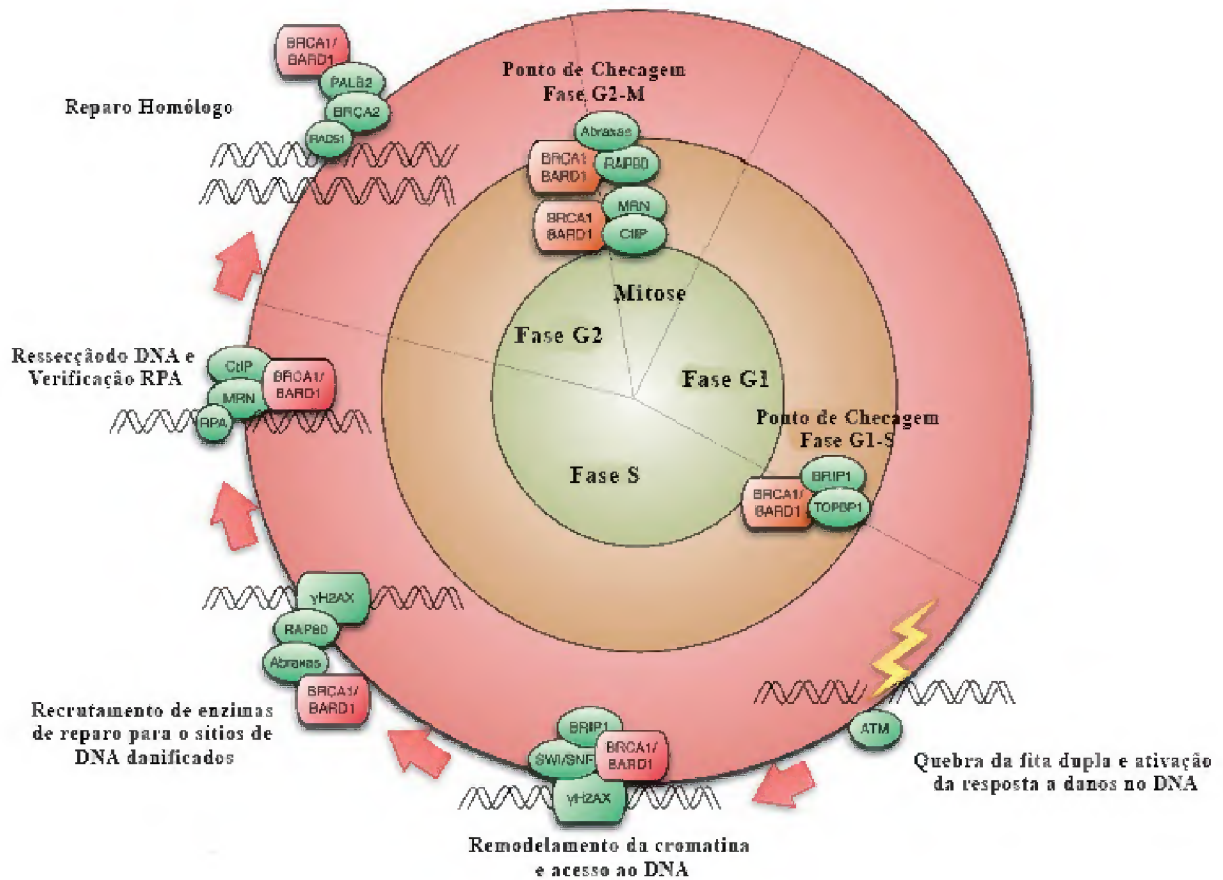 BRCA1/
BARD1
PALB2
BRCA2
RAD51
Reparo Homólogo
Ponto de Checagem
Fase G2-M
Abraxas
BRCA1
BARD1
RAP80
MRN
BRCA1
BARD1
CtIP
Mitose
Fase G2
Fase G1
Fase S
Ponto de Checagem
Fase G1-S
BRIP1
BRCA1/
BARD1
TOPBP1
Ressecçãodo DNA e
Verificação RPA
CtIP
BRCA1/
BARD1
MRN
RPA
γH2AX
RAP80
Abraxas
BRCA1/
BARD1
Recrutamento de enzimas
de reparo para o sítios de
DNA danificados
BRIP1
SWI/SNF
BRCA1/
BARD1
γH2AX
Remodelamento da cromatina
e acesso ao DNA
ATM
Quebra da fita dupla e ativação
da resposta a danos no DNA